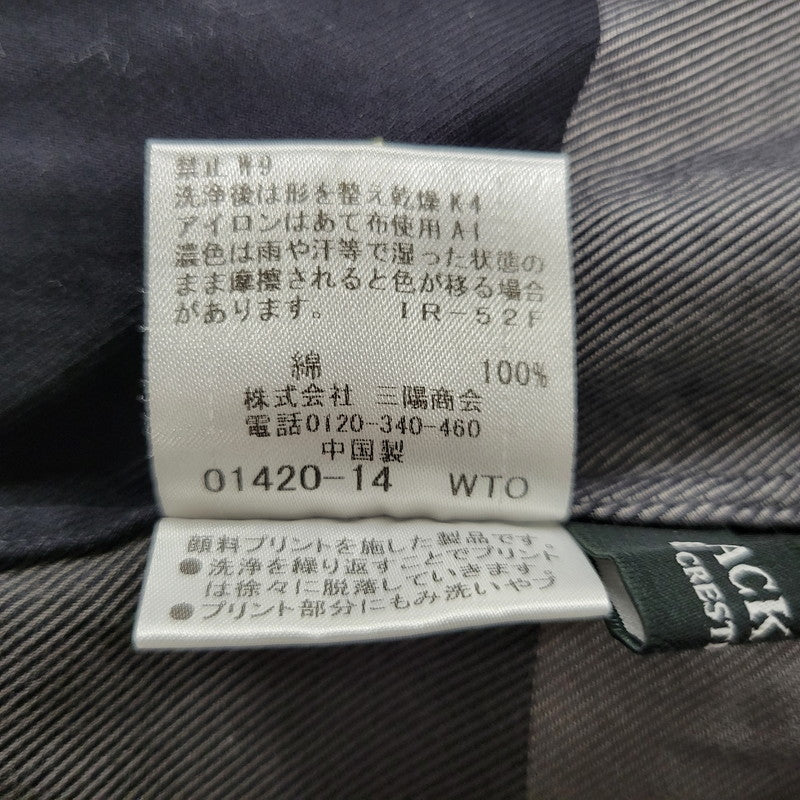 禁止 W9
洗浄後は形を整え乾燥 K4
アイロンはあて布使用 A1
濃色は雨や汗等で湿った状態の
まま摩擦されると色が移る場合
があります。 IR-52F
綿 100%
株式会社 三陽商会
電話0120-340-460
中国製
01420-14 WTO
顔料プリントを施した製品です。
●洗浄を繰り返すことでプリント
は徐々に脱落していきます
●プリント部分にもみ洗いやブ
ACK
CREST